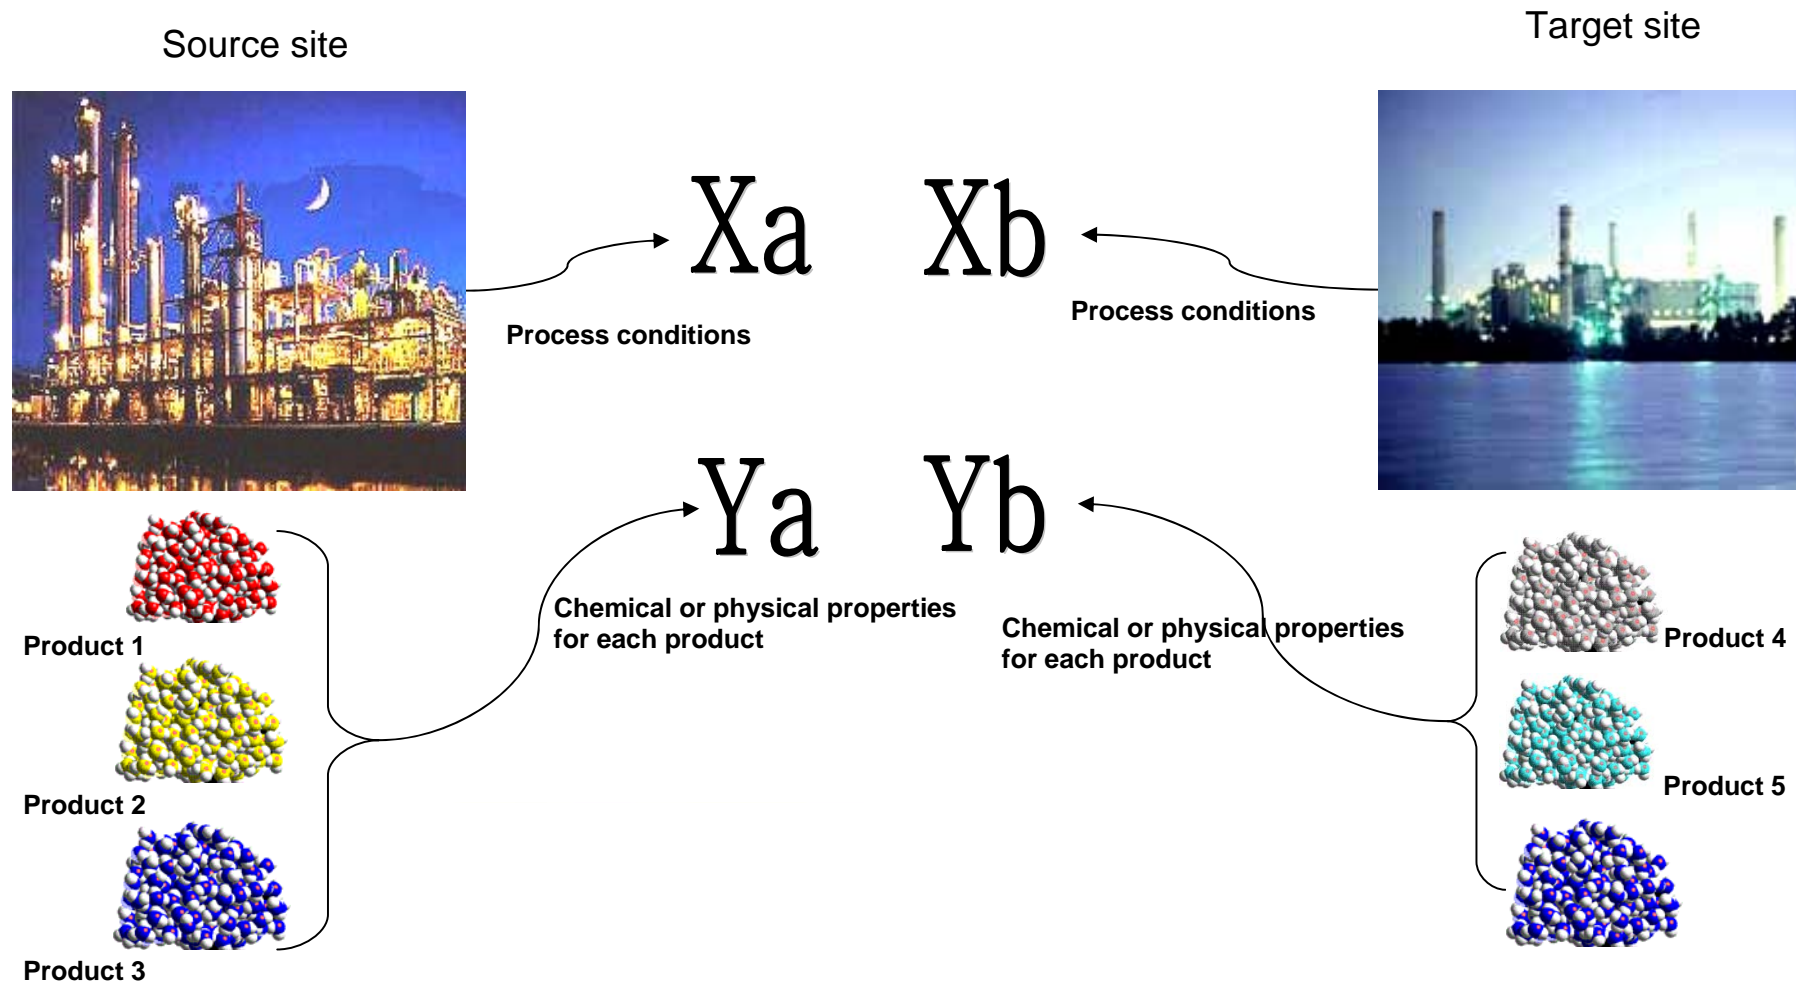 Source site
Target site
Xa
Xb
Process conditions
Process conditions
Ya
Yb
Chemical or physical properties
for each product
Chemical or physical properties
for each product
Product 1
Product 2
Product 3
Product 4
Product 5